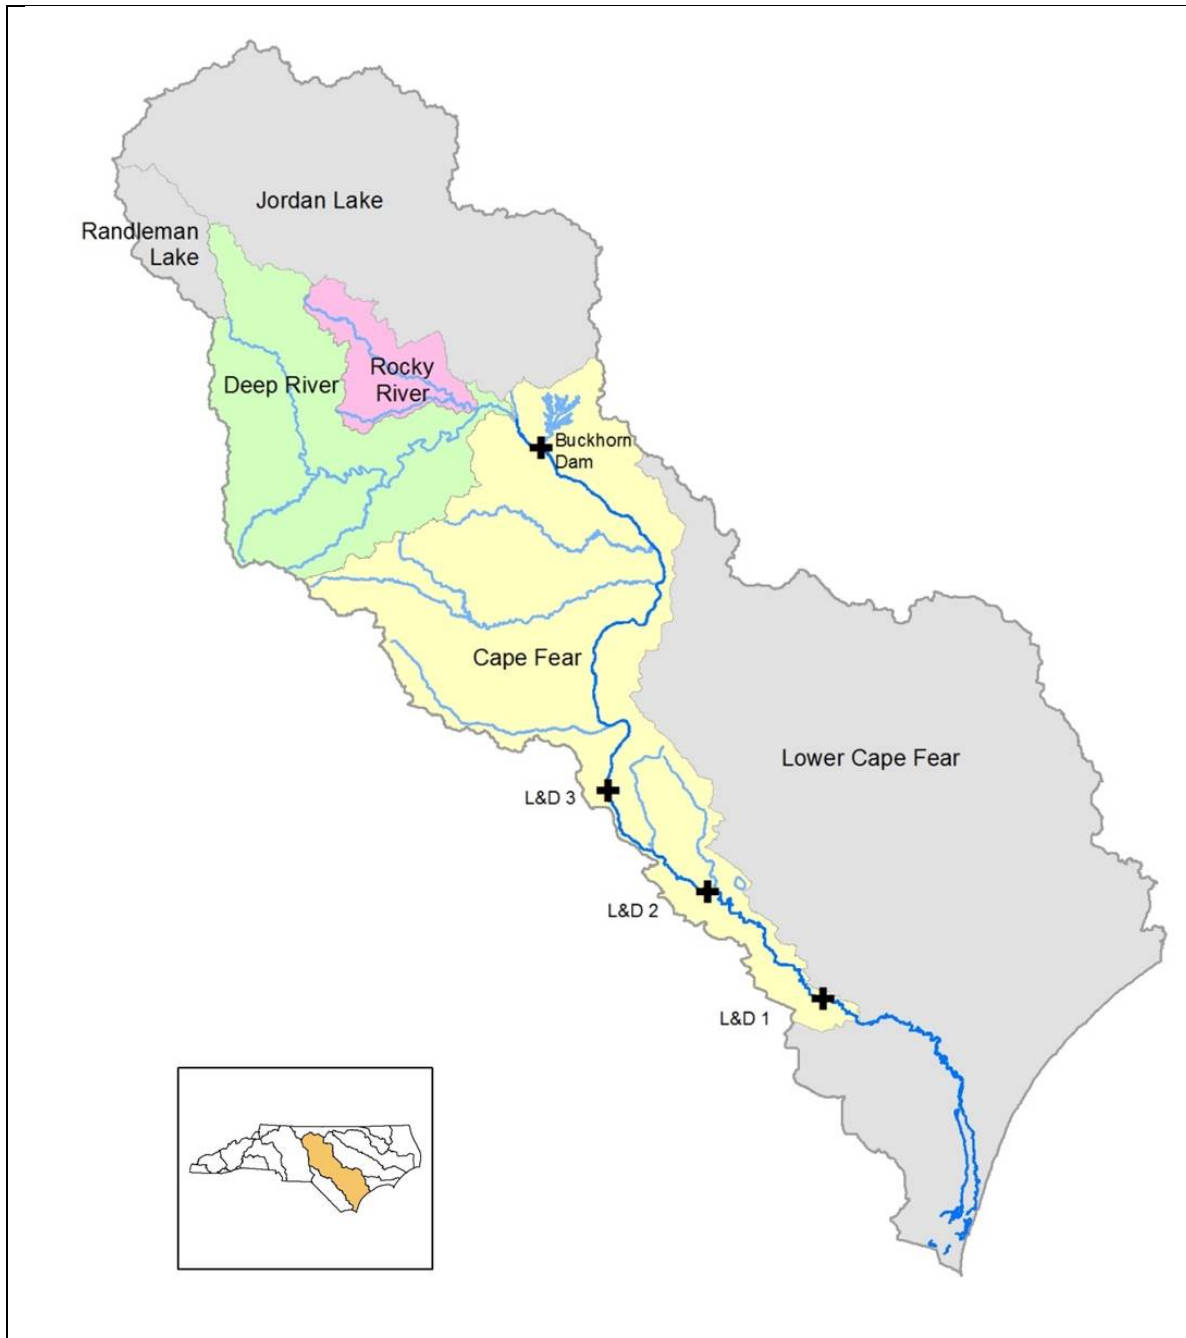 Jordan Lake
Randleman
Lake
Rocky
River
Deep River
Buckhorn
Dam
Cape Fear
Lower Cape Fear
L&D 3
L&D 2
L&D 1